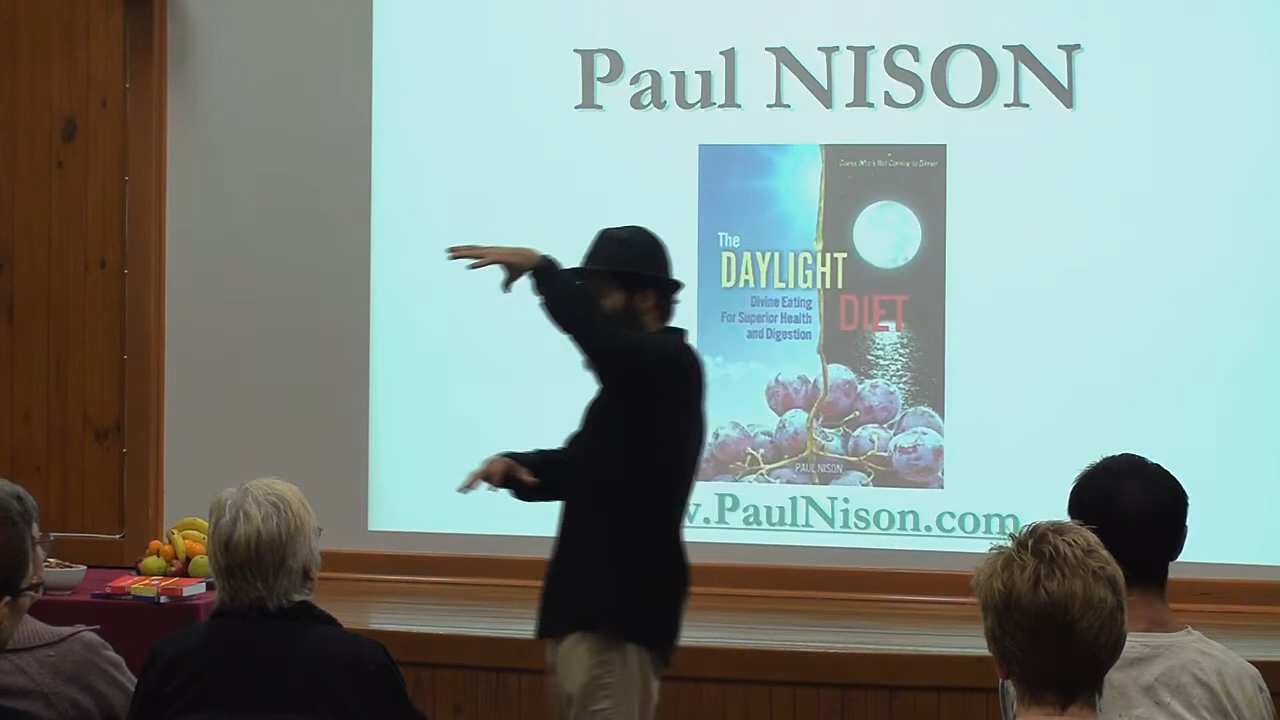 Paul NISON
Guess Who's Not Coming to Dinner
The
DAYLIGHT
DIET
Divine Eating
For Superior Health
and Digestion
PAUL NISON
.PaulNison.com